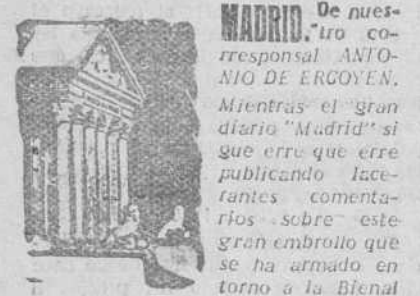 MADRID. De nues-
tro co-
rresponsal ANTO-
NIO DE ERGOYEN.
Mientras el "gran
diario "Madrid" si
gue erre que erre
publicando lace-
rantes comenta-
rios sobre este
gran embrollo que
se ha armado en
torno a la Bienal